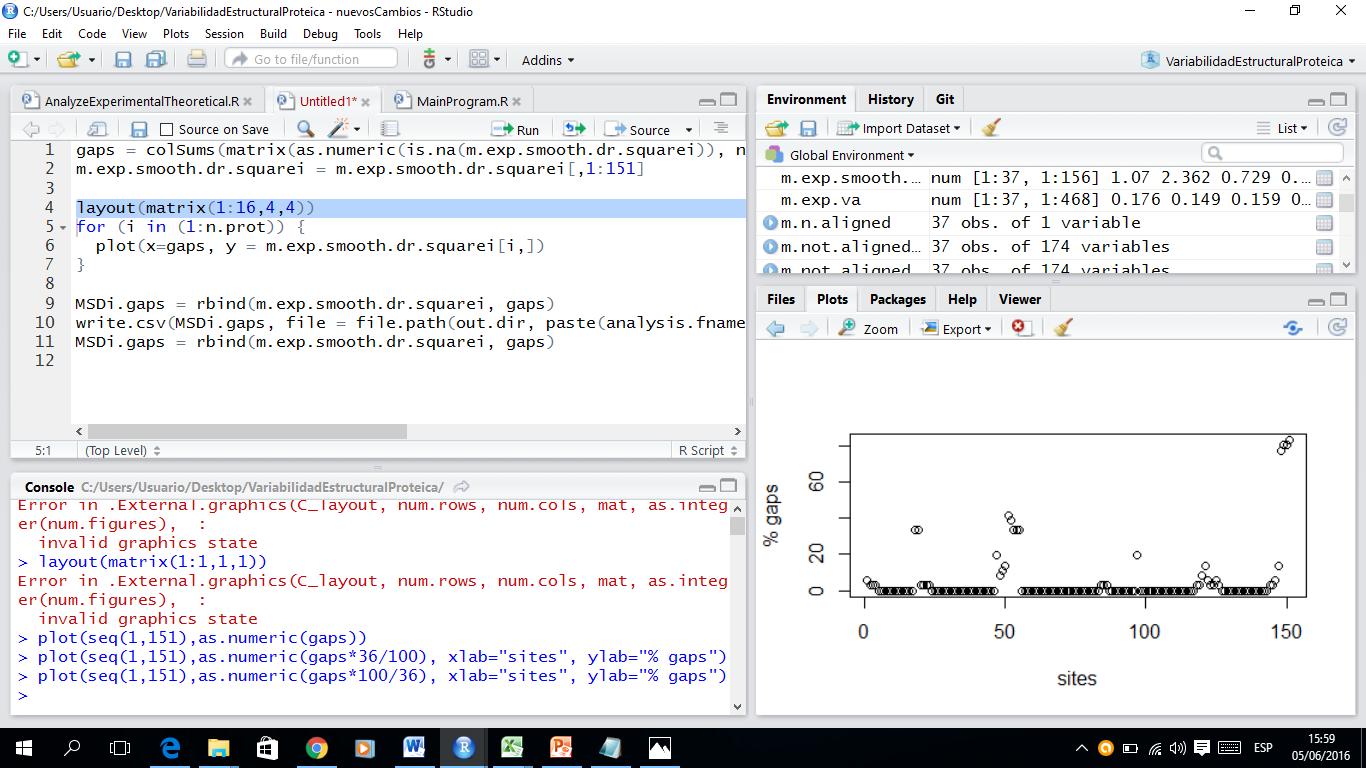 C:/Users/Usuario/Desktop/VariabilidadEstructuralProteica - nuevosCambios - RStudio
File Edit Code View Plots Session Build Debug Tools Help
Go to file/function Addins VariabilidadEstructuralProteica
AnalyzeExperimentalTheoretical.R Untitled1* MainProgram.R
Source on Save Run Source
1 gaps = colSums(matrix(as.numeric(is.na(m.exp.smooth.dr.squarei)), n
2 m.exp.smooth.dr.squarei = m.exp.smooth.dr.squarei[,1:151]
3
4 layout(matrix(1:16,4,4))
5 for (i in (1:n.prot)) {
6 plot(x=gaps, y = m.exp.smooth.dr.squarei[i,])
7 }
8
9 MSDi.gaps = rbind(m.exp.smooth.dr.squarei, gaps)
10 write.csv(MSDi.gaps, file = file.path(out.dir, paste(analysis.fname
11 MSDi.gaps = rbind(m.exp.smooth.dr.squarei, gaps)
12
5:1 (Top Level) R Script
Console C:/Users/Usuario/Desktop/VariabilidadEstructuralProteica/
Error in .External.graphics(C_layout, num.rows, num.cols, mat, as.integ
er(num.figures), :
invalid graphics state
> layout(matrix(1:1,1,1))
Error in .External.graphics(C_layout, num.rows, num.cols, mat, as.integ
er(num.figures), :
invalid graphics state
> plot(seq(1,151),as.numeric(gaps))
> plot(seq(1,151),as.numeric(gaps*36/100), xlab="sites", ylab="% gaps")
> plot(seq(1,151),as.numeric(gaps*100/36), xlab="sites", ylab="% gaps")
>
Environment History Git
Import Dataset List
Global Environment
m.exp.smooth.... num [1:37, 1:156] 1.07 2.362 0.729 0....
m.exp.va num [1:37, 1:468] 0.176 0.149 0.159 0...
m.n.aligned 37 obs. of 1 variable
m.not.aligned... 37 obs. of 174 variables
m.not.aligned 37 obs. of 174 variables
Files Plots Packages Help Viewer
Zoom Export
% gaps
60
20
0
0 50 100 150
sites
ESP
15:59
05/06/2016